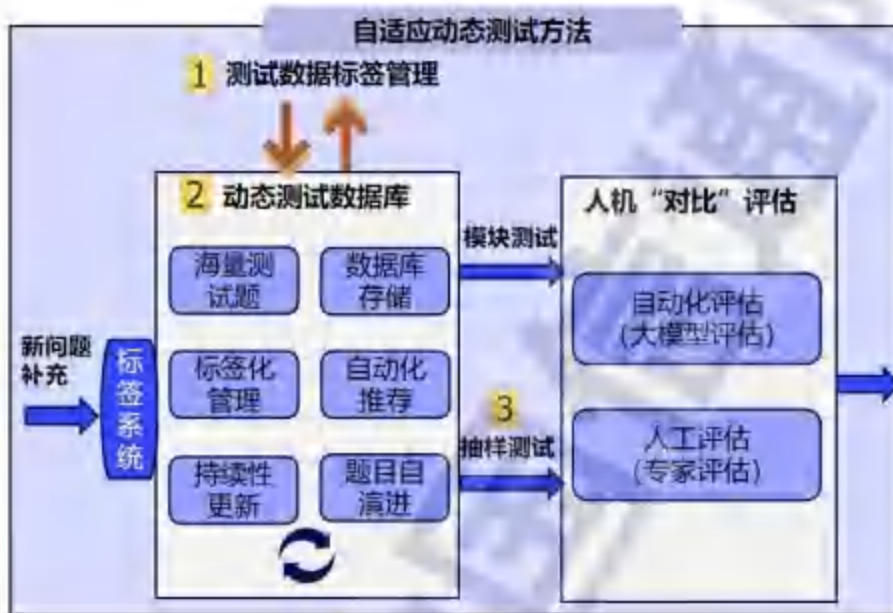 自适应动态测试方法
1 测试数据标签管理
2 动态测试数据库
海量测
试题
数据库
存储
标签化
管理
自动化
推荐
持续性
更新
题目自
演进
新问题
补充
标签系统
模块测试
3
抽样测试
人机“对比”评估
自动化评估
(大模型评估)
人工评估
(专家评估)